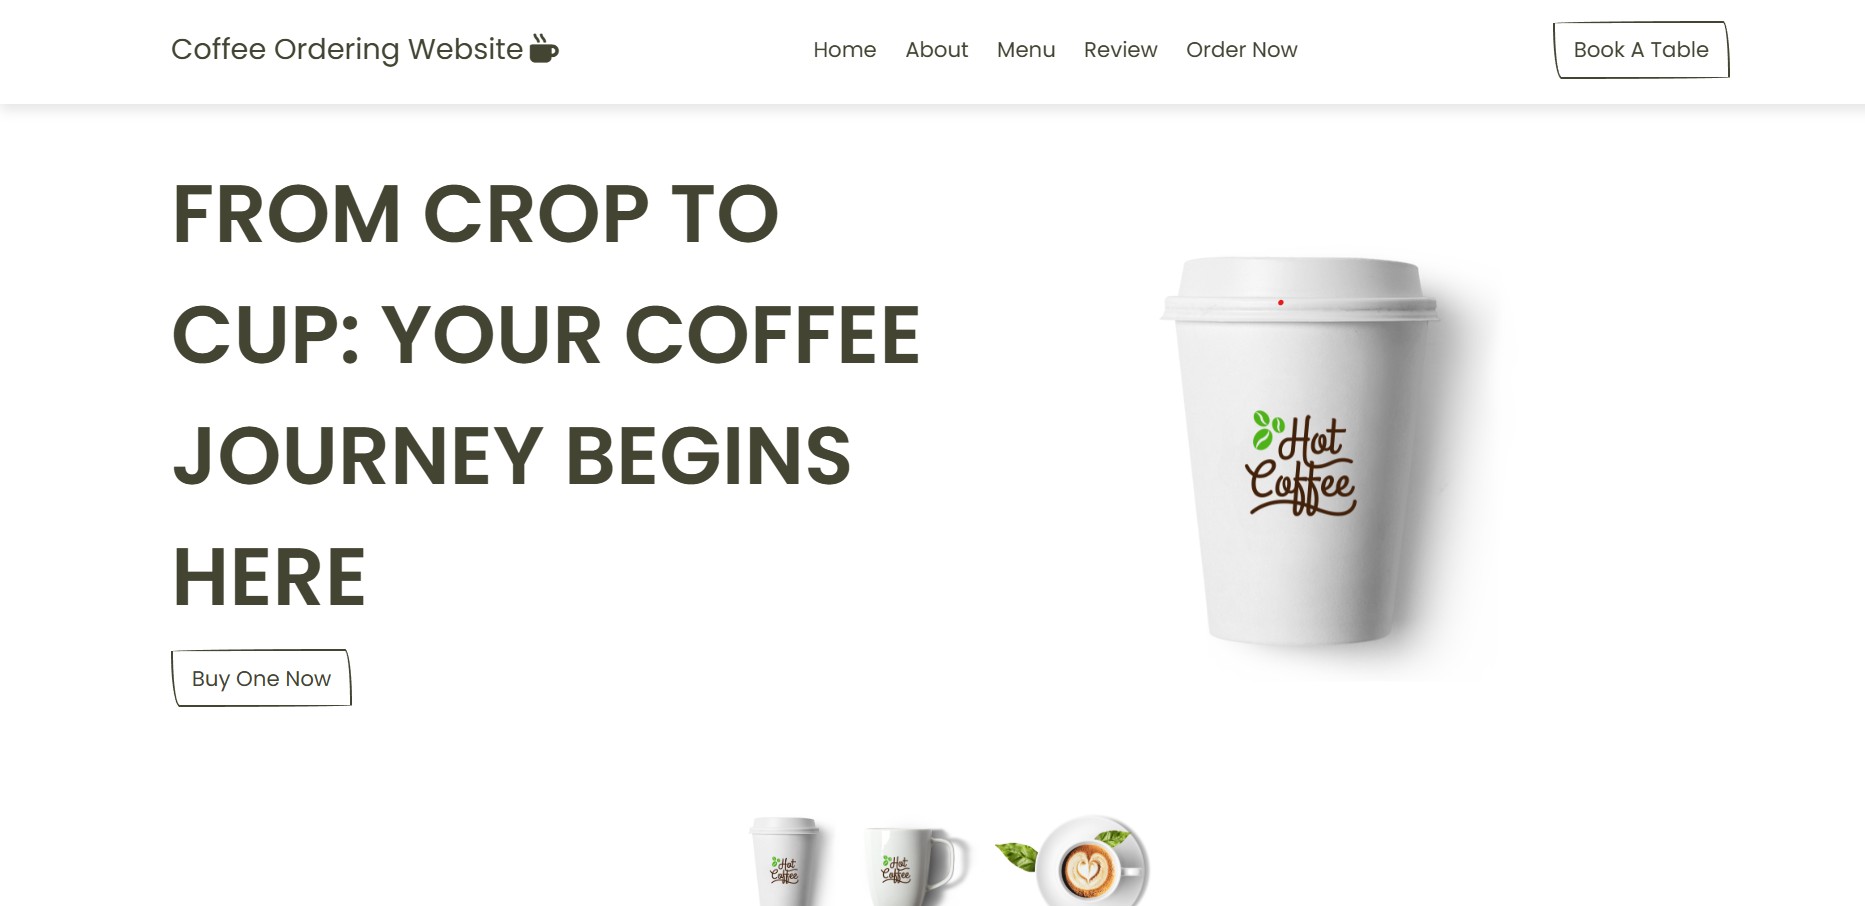 Coffee Ordering Website
Home About Menu Review Order Now
Book A Table
FROM CROP TO
CUP: YOUR COFFEE
JOURNEY BEGINS
HERE
Buy One Now
Hot
Coffee
Hot
Coffee
Hot
Coffee